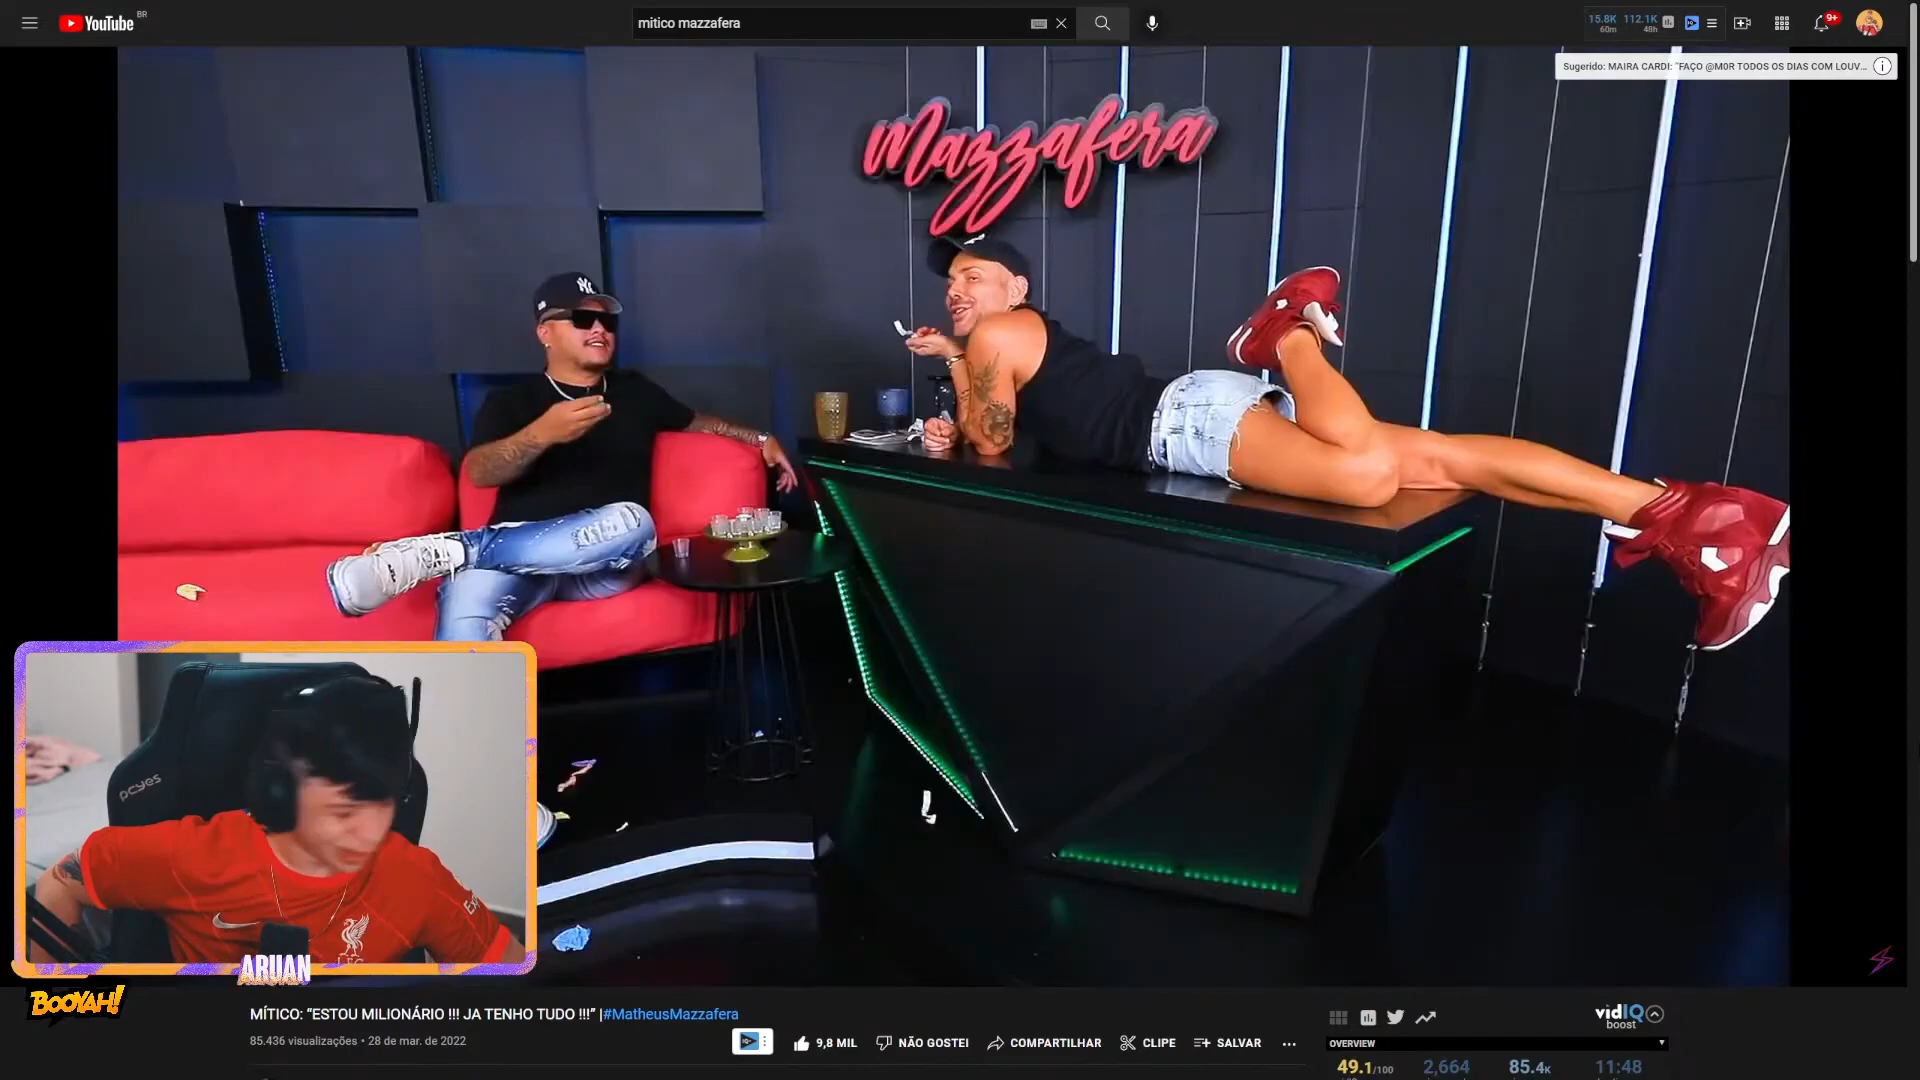 YouTube BR
mitico mazzafera
15.8K 60m
112.1K 48h
9+
Sugerido: MAIRA CARDI: "FAÇO @M0R TODOS OS DIAS COM LOUV...
Mazzafera
NY
pcyes
LFC
ARUAN
BOOYAH!
MÍTICO: "ESTOU MILIONÁRIO !!! JA TENHO TUDO !!!" |#MatheusMazzafera
85.436 visualizações • 28 de mar. de 2022
9,8 MIL
NÃO GOSTEI
COMPARTILHAR
CLIPE
SALVAR
vidIQ
boost
OVERVIEW
49.1/100
2,664
85.4K
11:48